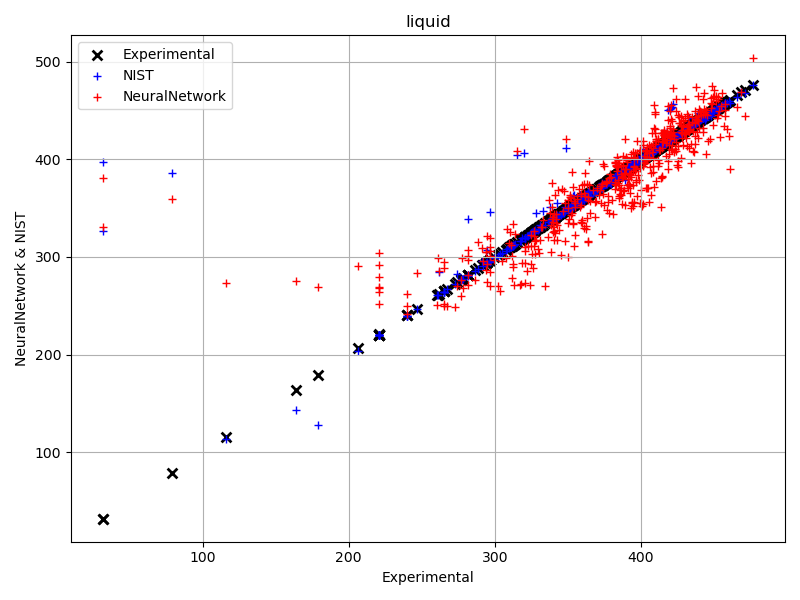 liquid
Experimental
NIST
NeuralNetwork
NeuralNetwork & NIST
500
400
300
200
100
100 200 300 400
Experimental